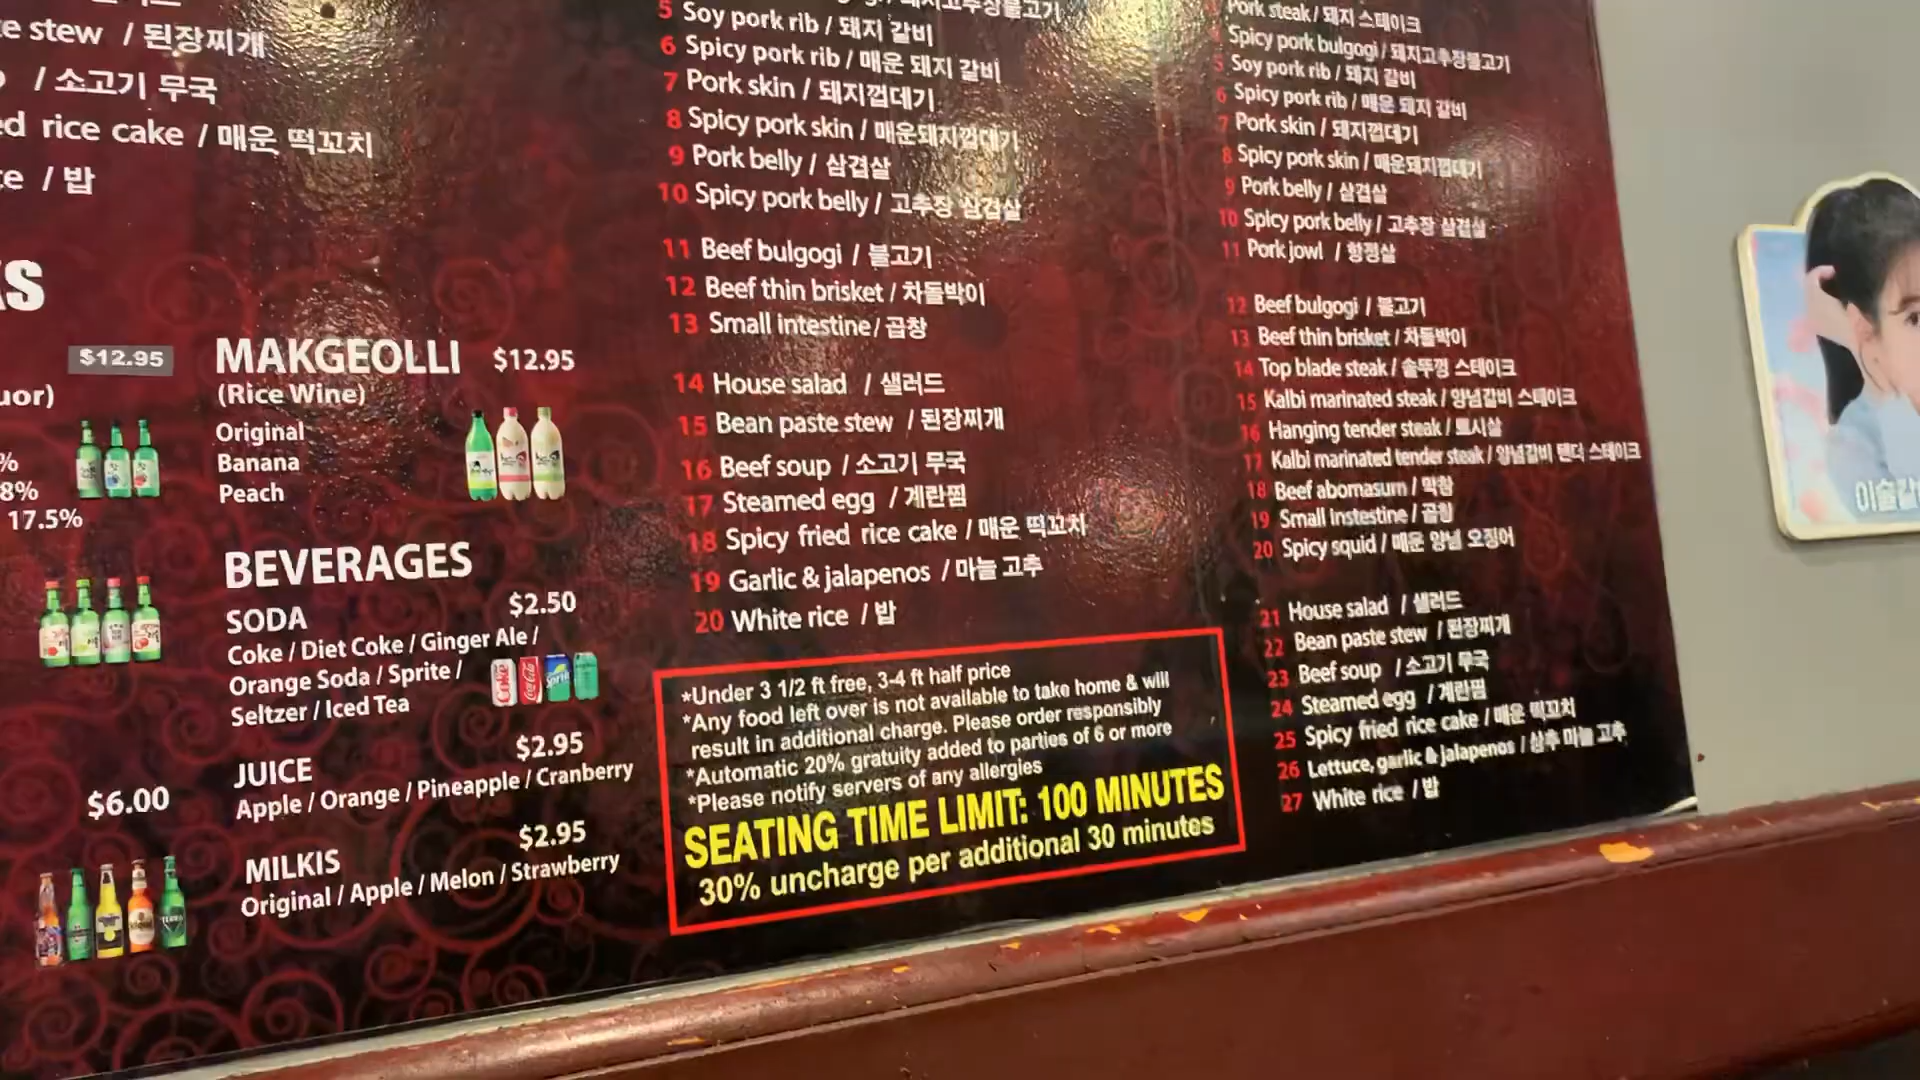 e stew / 된장찌개
/ 소고기 무국
ed rice cake / 매운 떡꼬치
/ 밥
$12.95
uor)
%
8%
17.5%
$6.00
MAKGEOLLI $12.95
(Rice Wine)
Original
Banana
Peach
BEVERAGES
SODA $2.50
Coke / Diet Coke / Ginger Ale /
Orange Soda / Sprite /
Seltzer / Iced Tea
JUICE $2.95
Apple / Orange / Pineapple / Cranberry
MILKIS $2.95
Original / Apple / Melon / Strawberry
5 Soy pork rib / 돼지 갈비
6 Spicy pork rib / 매운 돼지 갈비
7 Pork skin / 돼지껍데기
8 Spicy pork skin / 매운돼지껍데기
9 Pork belly / 삼겹살
10 Spicy pork belly / 고추장 삼겹살
11 Beef bulgogi / 불고기
12 Beef thin brisket / 차돌박이
13 Small intestine / 곱창
14 House salad / 샐러드
15 Bean paste stew / 된장찌개
16 Beef soup / 소고기 무국
17 Steamed egg / 계란찜
18 Spicy fried rice cake / 매운 떡꼬치
19 Garlic & jalapenos / 마늘 고추
20 White rice / 밥
*Under 3 1/2 ft free, 3-4 ft half price
*Any food left over is not available to take home & will
result in additional charge. Please order responsibly
*Automatic 20% gratuity added to parties of 6 or more
*Please notify servers of any allergies
SEATING TIME LIMIT: 100 MINUTES
30% uncharge per additional 30 minutes
Pork steak / 돼지 스테이크
Spicy pork bulgogi / 돼지고추장불고기
5 Soy pork rib / 돼지 갈비
6 Spicy pork rib / 매운 돼지 갈비
7 Pork skin / 돼지껍데기
8 Spicy pork skin / 매운돼지껍데기
9 Pork belly / 삼겹살
10 Spicy pork belly / 고추장 삼겹살
11 Pork jowl / 항정살
12 Beef bulgogi / 불고기
13 Beef thin brisket / 차돌박이
14 Top blade steak / 솥뚜껑 스테이크
15 Kalbi marinated steak / 양념갈비 스테이크
16 Hanging tender steak / 토시살
17 Kalbi marinated tender steak / 양념갈비 텐더 스테이크
18 Beef abomasum / 막창
19 Small Instestine / 곱창
20 Spicy squid / 매운 양념 오징어
21 House salad / 샐러드
22 Bean paste stew / 된장찌개
23 Beef soup / 소고기 무국
24 Steamed egg / 계란찜
25 Spicy fried rice cake / 매운 떡꼬치
26 Lettuce, garlic & jalapenos / 상추 마늘 고추
27 White rice / 밥